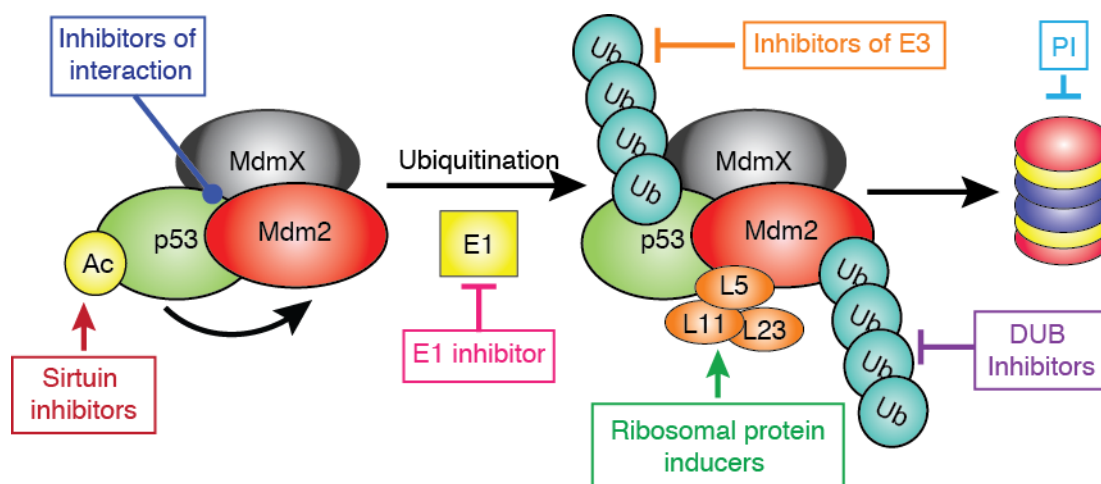 Inhibitors of
interaction
MdmX
p53
Mdm2
Ac
Sirtuin
inhibitors
Ubiquitination
E1
E1 inhibitor
Ub
Ub
Ub
Ub
Inhibitors of E3
MdmX
p53
Mdm2
L5
L11
L23
Ub
Ub
Ub
Ub
Ribosomal protein
inducers
DUB
Inhibitors
PI